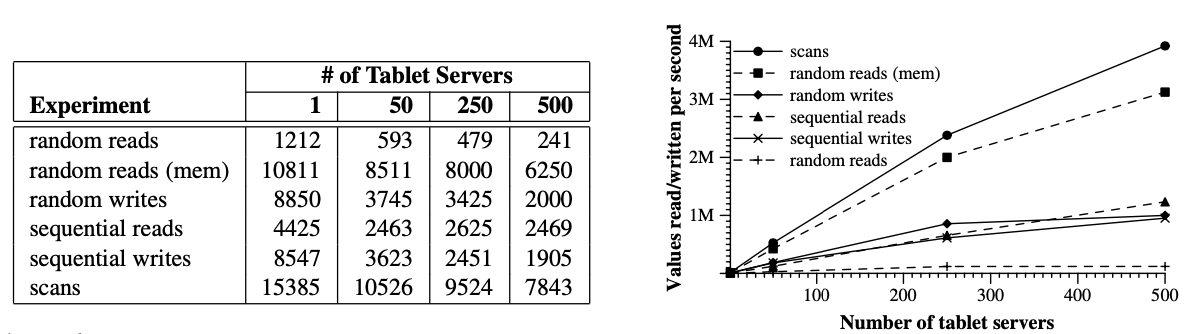 # of Tablet Servers
Experiment 1 50 250 500
random reads 1212 593 479 241
random reads (mem) 10811 8511 8000 6250
random writes 8850 3745 3425 2000
sequential reads 4425 2463 2625 2469
sequential writes 8547 3623 2451 1905
scans 15385 10526 9524 7843
Values read/written per second
4M
3M
2M
1M
scans
random reads (mem)
random writes
sequential reads
sequential writes
random reads
100 200 300 400 500
Number of tablet servers